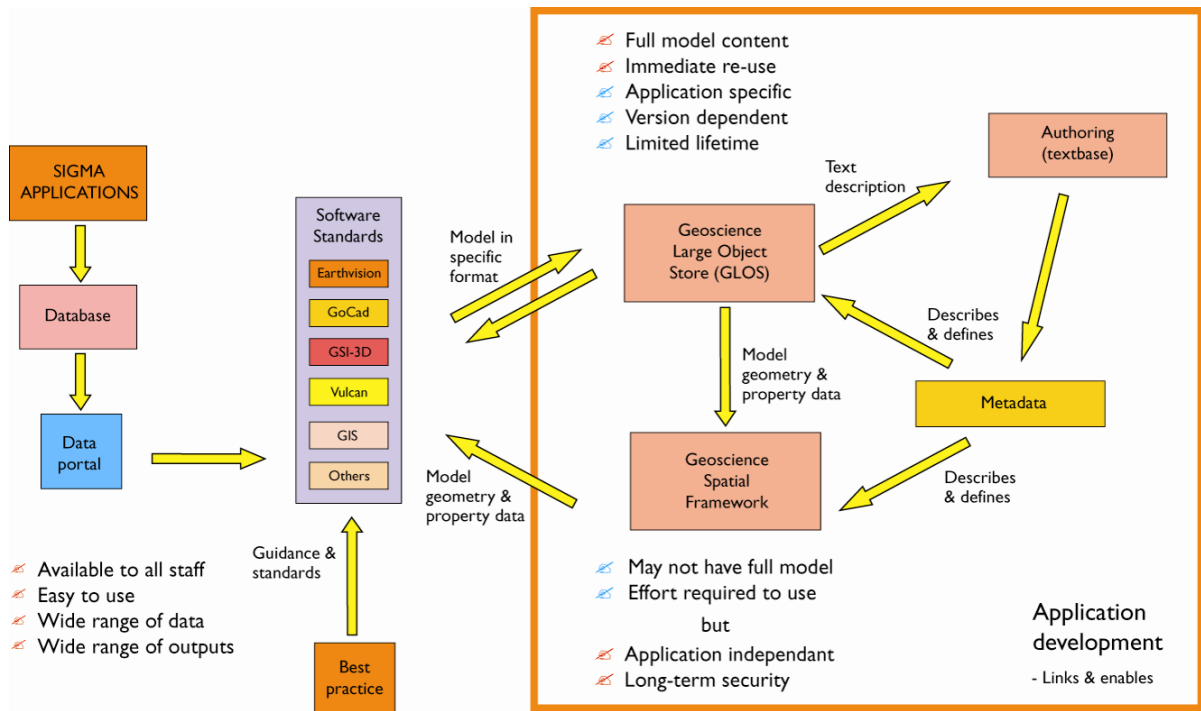 SIGMA
APPLICATIONS
Database
Data
portal
Available to all staff
Easy to use
Wide range of data
Wide range of outputs
Software
Standards
Earthvision
GoCad
GSI-3D
Vulcan
GIS
Others
Guidance &
standards
Best
practice
Model in
specific
format
Model
geometry &
property data
Full model content
Immediate re-use
Application specific
Version dependent
Limited lifetime
Geoscience
Large Object
Store (GLOS)
Text
description
Authoring
(textbase)
Describes
& defines
Model
geometry &
property data
Metadata
Geoscience
Spatial
Framework
Describes
& defines
May not have full model
Effort required to use
but
Application independant
Long-term security
Application
development
- Links & enables